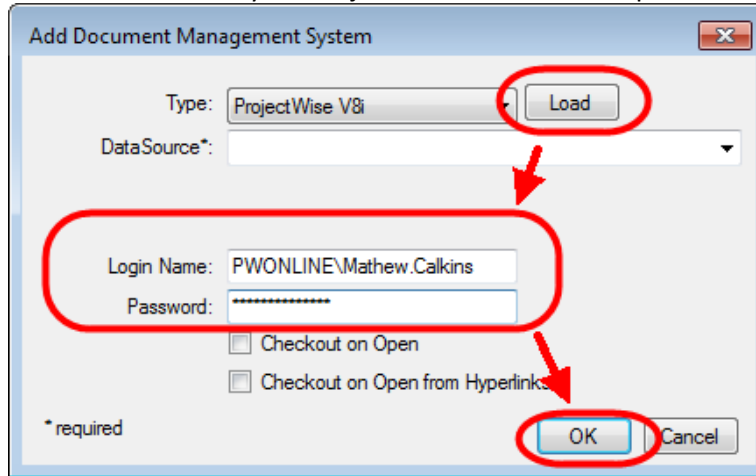 Add Document Management System
Type: ProjectWise V8i Load
DataSource*:
Login Name: PWONLINE\Mathew.Calkins
Password: **************
Checkout on Open
Checkout on Open from Hyperlinks
* required OK Cancel